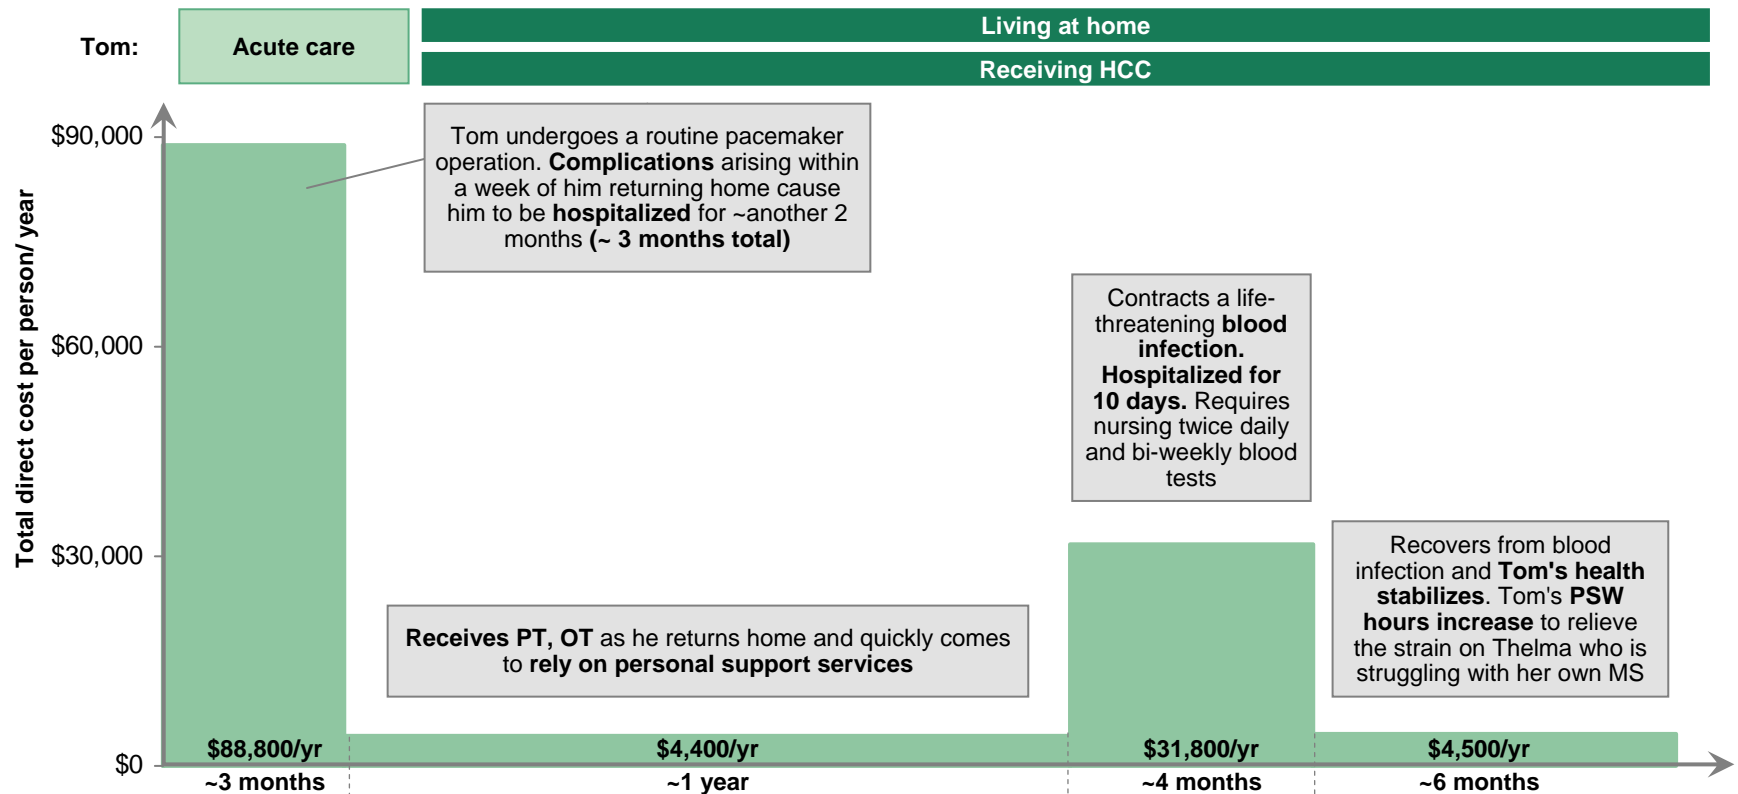 Tom:
Acute care
Living at home
Receiving HCC
Total direct cost per person/ year
$90,000
$60,000
$30,000
$0
Tom undergoes a routine pacemaker
operation. Complications arising within
a week of him returning home cause
him to be hospitalized for ~another 2
months (~ 3 months total)
Receives PT, OT as he returns home and quickly comes
to rely on personal support services
Contracts a life-
threatening blood
infection.
Hospitalized for
10 days. Requires
nursing twice daily
and bi-weekly blood
tests
Recovers from blood
infection and Tom's health
stabilizes. Tom's PSW
hours increase to relieve
the strain on Thelma who is
struggling with her own MS
$88,800/yr
$4,400/yr
$31,800/yr
$4,500/yr
~3 months
~1 year
~4 months
~6 months